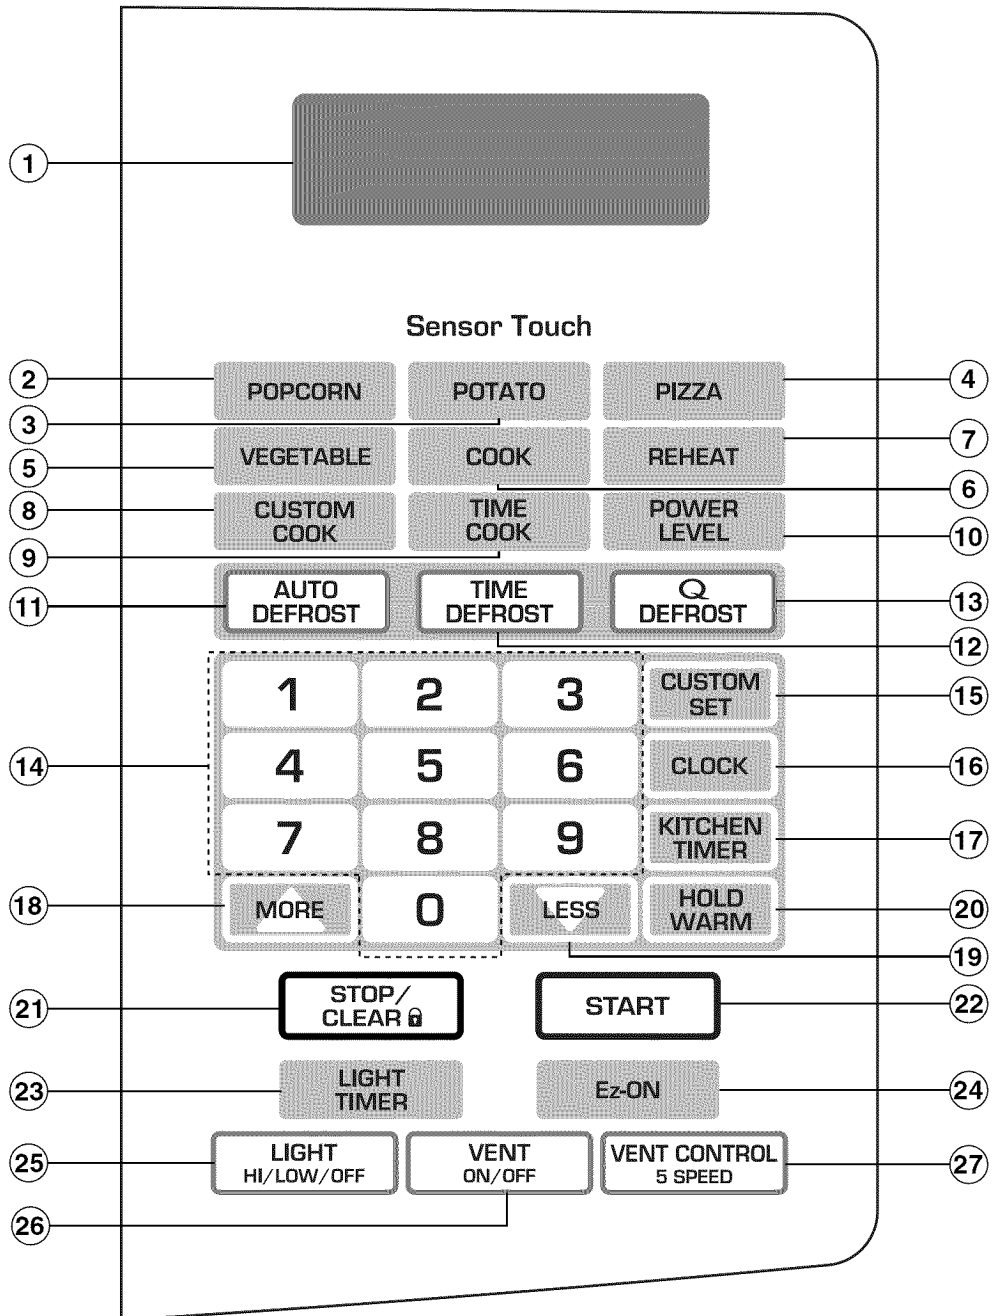 1
Sensor Touch
2
POPCORN
POTATO
PIZZA
4
3
5
VEGETABLE
COOK
REHEAT
7
6
8
CUSTOM
COOK
TIME
COOK
POWER
LEVEL
10
9
11
AUTO
DEFROST
TIME
DEFROST
Q
DEFROST
13
12
1 2 3
CUSTOM
SET
15
14
4 5 6
CLOCK
16
7 8 9
KITCHEN
TIMER
17
18
MORE
0
LESS
HOLD
WARM
20
19
21
STOP/
CLEAR
START
22
23
LIGHT
TIMER
Ez-ON
24
25
LIGHT
HI/LOW/OFF
VENT
ON/OFF
VENT CONTROL
5 SPEED
27
26